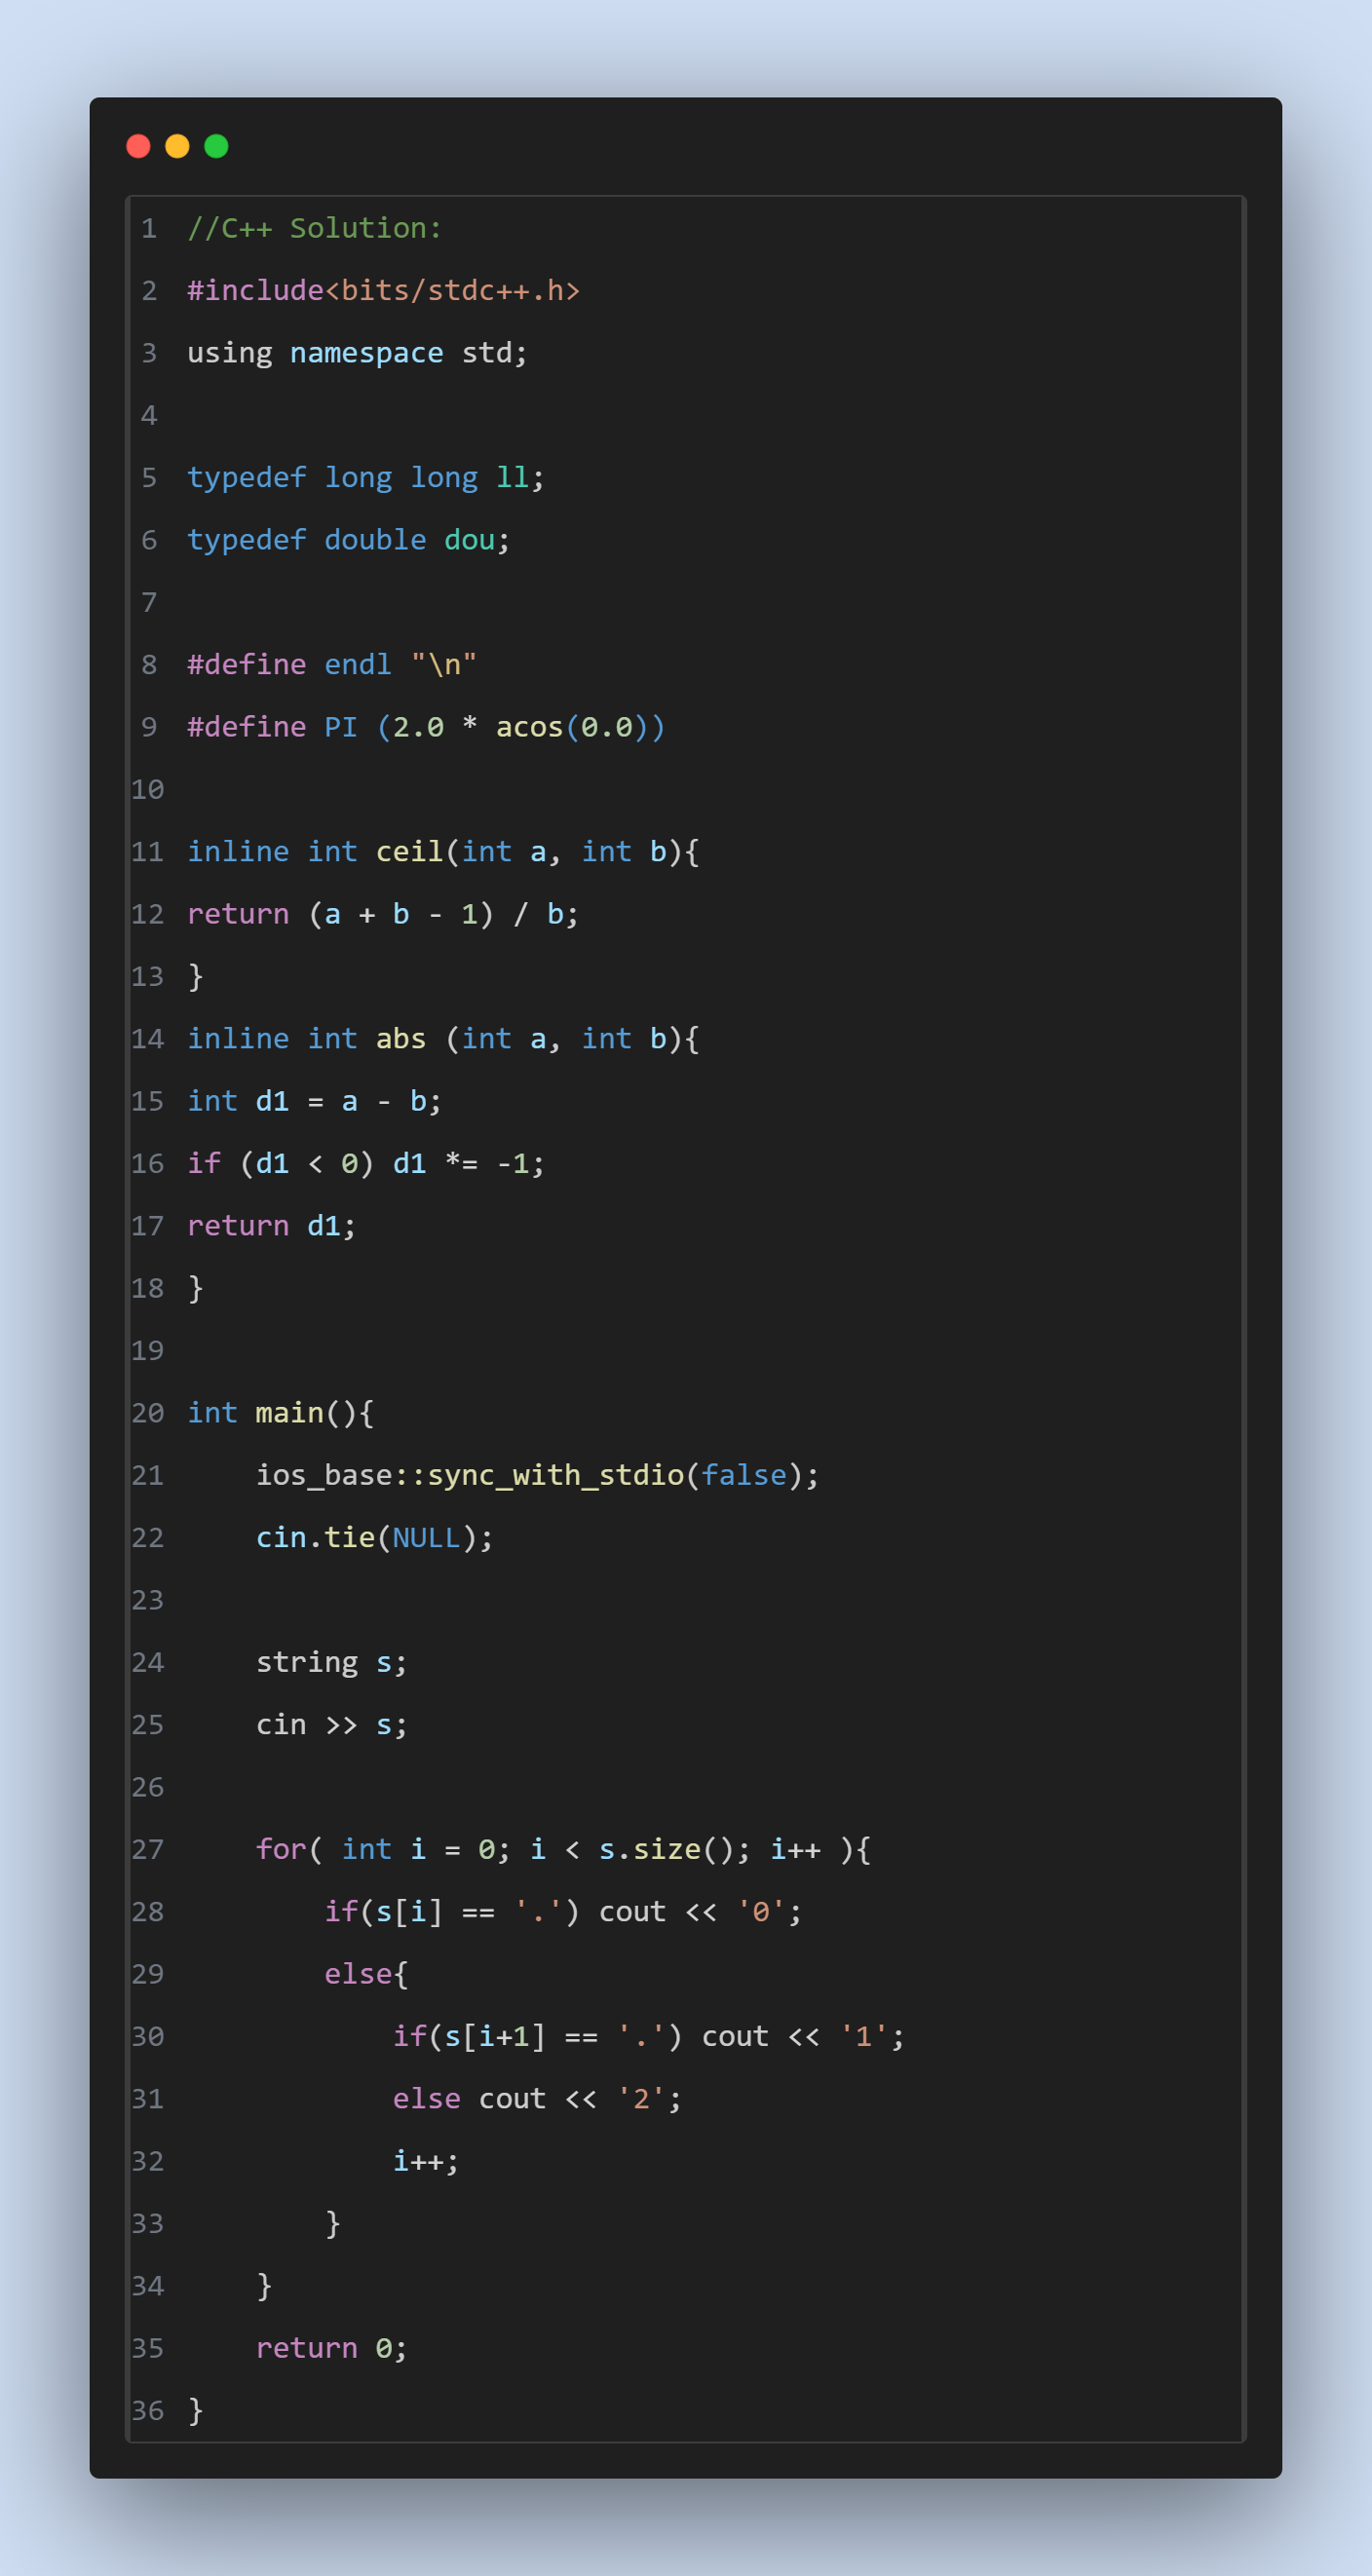 1 //C++ Solution:
2 #include<bits/stdc++.h>
3 using namespace std;
4
5 typedef long long ll;
6 typedef double dou;
7
8 #define endl "\n"
9 #define PI (2.0 * acos(0.0))
10
11 inline int ceil(int a, int b){
12 return (a + b - 1) / b;
13 }
14 inline int abs (int a, int b){
15 int d1 = a - b;
16 if (d1 < 0) d1 *= -1;
17 return d1;
18 }
19
20 int main(){
21     ios_base::sync_with_stdio(false);
22     cin.tie(NULL);
23
24     string s;
25     cin >> s;
26
27     for( int i = 0; i < s.size(); i++ ){
28         if(s[i] == '.') cout << '0';
29         else{
30             if(s[i+1] == '.') cout << '1';
31             else cout << '2';
32             i++;
33         }
34     }
35     return 0;
36 }